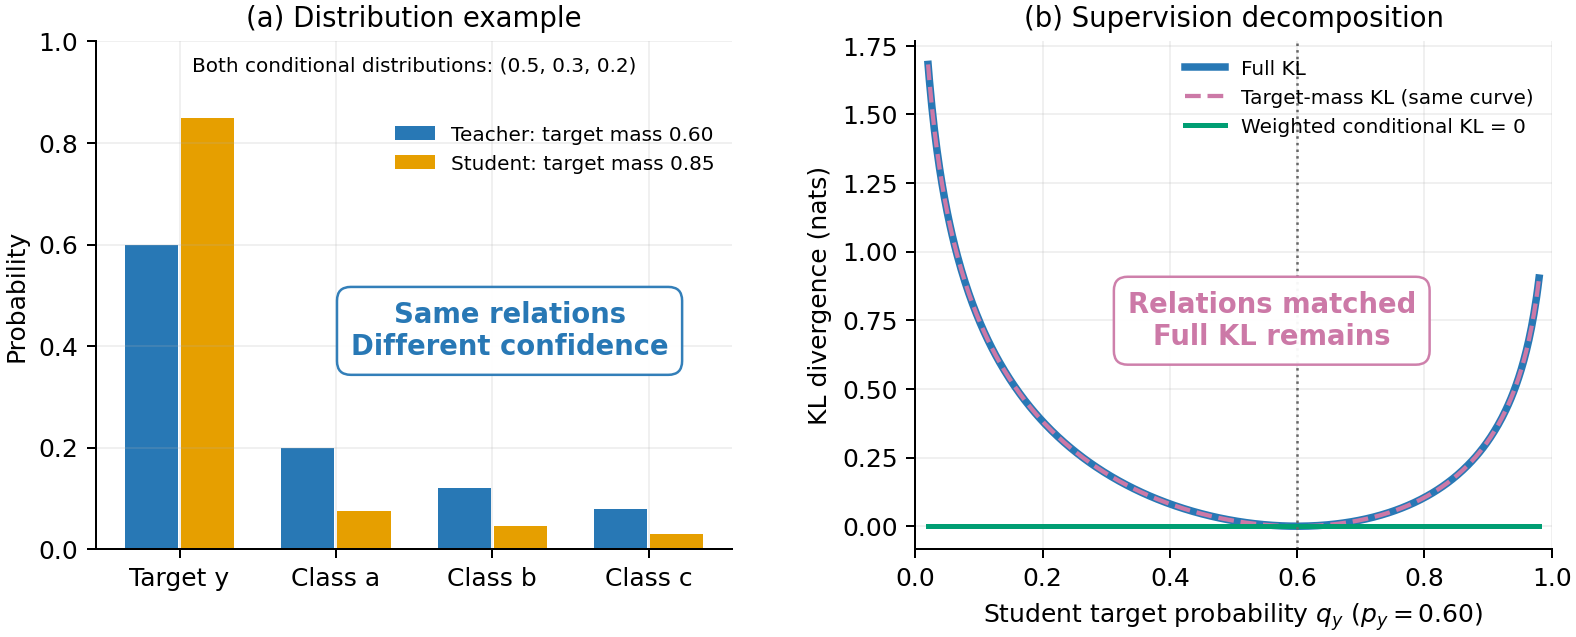 (a) Distribution example
Both conditional distributions: (0.5, 0.3, 0.2)
Teacher: target mass 0.60
Student: target mass 0.85
Same relations
Different confidence
Probability
1.0
0.8
0.6
0.4
0.2
0.0
Target y
Class a
Class b
Class c
(b) Supervision decomposition
Full KL
Target-mass KL (same curve)
Weighted conditional KL = 0
Relations matched
Full KL remains
KL divergence (nats)
1.75
1.50
1.25
1.00
0.75
0.50
0.25
0.00
0.0
0.2
0.4
0.6
0.8
1.0
Student target probability $q_y$ ($p_y = 0.60$)